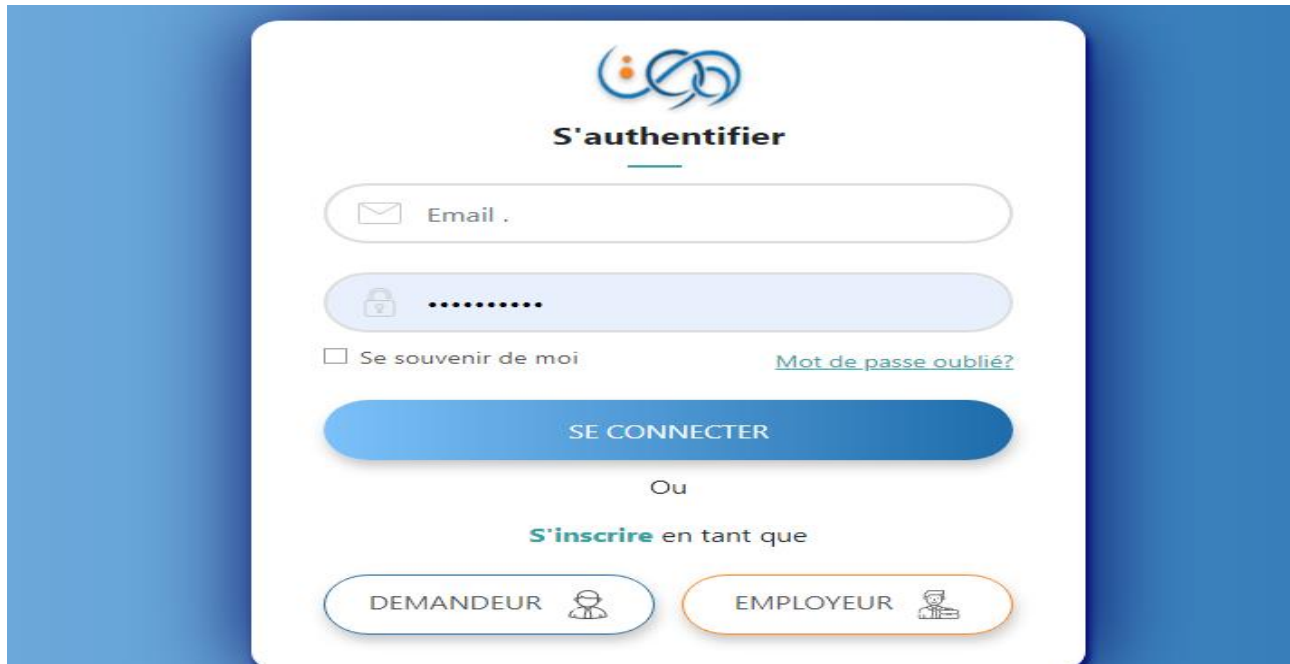 S'authentifier
Email .
••••••••••
Se souvenir de moi
Mot de passe oublié?
SE CONNECTER
Ou
S'inscrire en tant que
DEMANDEUR
EMPLOYEUR